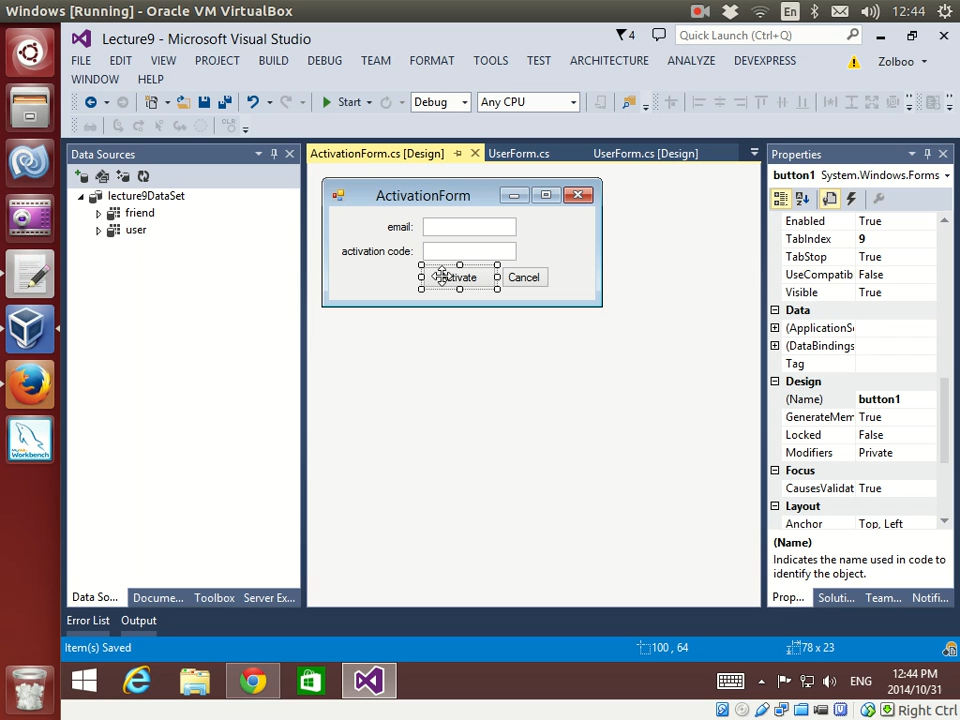 Windows [Running] - Oracle VM VirtualBox
En
12:44
Lecture9 - Microsoft Visual Studio
4
Quick Launch (Ctrl+Q)
FILE EDIT VIEW PROJECT BUILD DEBUG TEAM FORMAT TOOLS TEST ARCHITECTURE ANALYZE DEVEXPRESS
Zolboo
WINDOW HELP
Start
Debug
Any CPU
Data Sources
lecture9DataSet
friend
user
Data So...
Docume...
Toolbox
Server Ex...
ActivationForm.cs [Design]
UserForm.cs
UserForm.cs [Design]
ActivationForm
email:
activation code:
Cancel
Properties
button1 System.Windows.Forms
Enabled True
TabIndex 9
TabStop True
UseCompatib False
Visible True
Data
(ApplicationS
(DataBindings
Tag
Design
(Name) button1
GenerateMem True
Locked False
Modifiers Private
Focus
CausesValidat True
Layout
Anchor Top, Left
(Name)
Indicates the name used in code to
identify the object.
Prop...
Soluti...
Team...
Notifi...
Error List
Output
Item(s) Saved
100 , 64
78 x 23
MySQL
Workbench
ENG
12:44 PM
2014/10/31
Right Ctrl